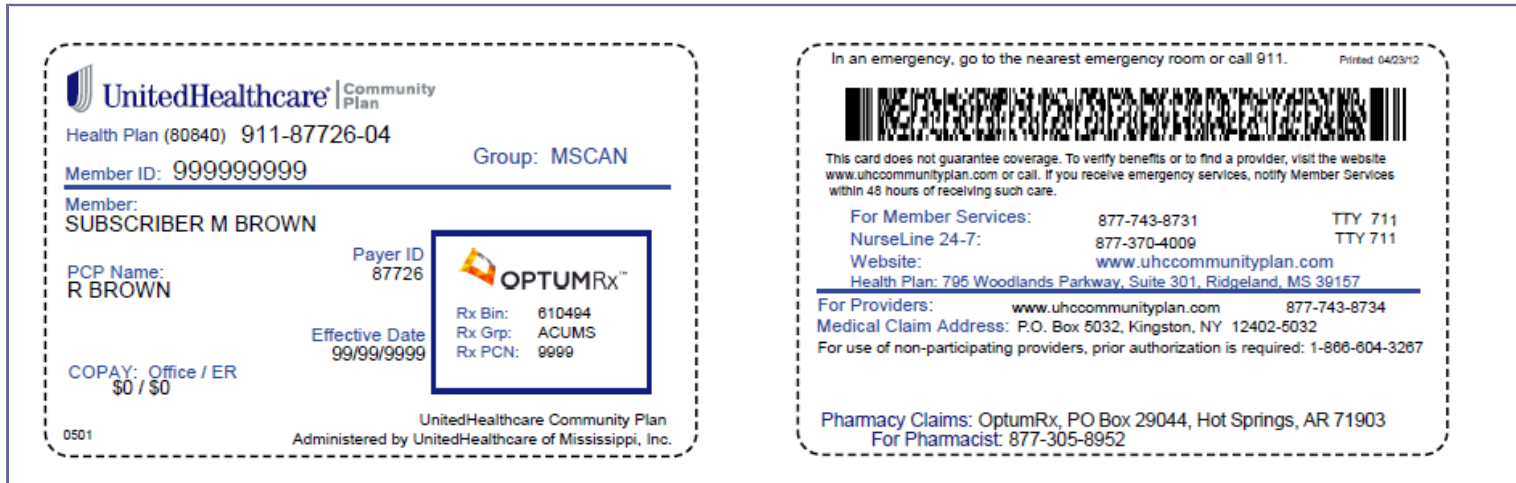 UnitedHealthcare® Community Plan
Health Plan (80840) 911-87726-04
Member ID: 999999999
Group: MSCAN
Member:
SUBSCRIBER M BROWN
PCP Name:
R BROWN
Payer ID
87726
Effective Date
99/99/9999
COPAY: Office / ER
$0 / $0
OPTUMRx™
Rx Bin: 610494
Rx Grp: ACUMS
Rx PCN: 9999
0501
UnitedHealthcare Community Plan
Administered by UnitedHealthcare of Mississippi, Inc.
In an emergency, go to the nearest emergency room or call 911. Printed: 04/23/12
This card does not guarantee coverage. To verify benefits or to find a provider, visit the website
www.uhccommunityplan.com or call. If you receive emergency services, notify Member Services
within 48 hours of receiving such care.
For Member Services: 877-743-8731 TTY 711
NurseLine 24-7: 877-370-4009 TTY 711
Website: www.uhccommunityplan.com
Health Plan: 795 Woodlands Parkway, Suite 301, Ridgeland, MS 39157
For Providers: www.uhccommunityplan.com 877-743-8734
Medical Claim Address: P.O. Box 5032, Kingston, NY 12402-5032
For use of non-participating providers, prior authorization is required: 1-866-604-3267
Pharmacy Claims: OptumRx, PO Box 29044, Hot Springs, AR 71903
For Pharmacist: 877-305-8952